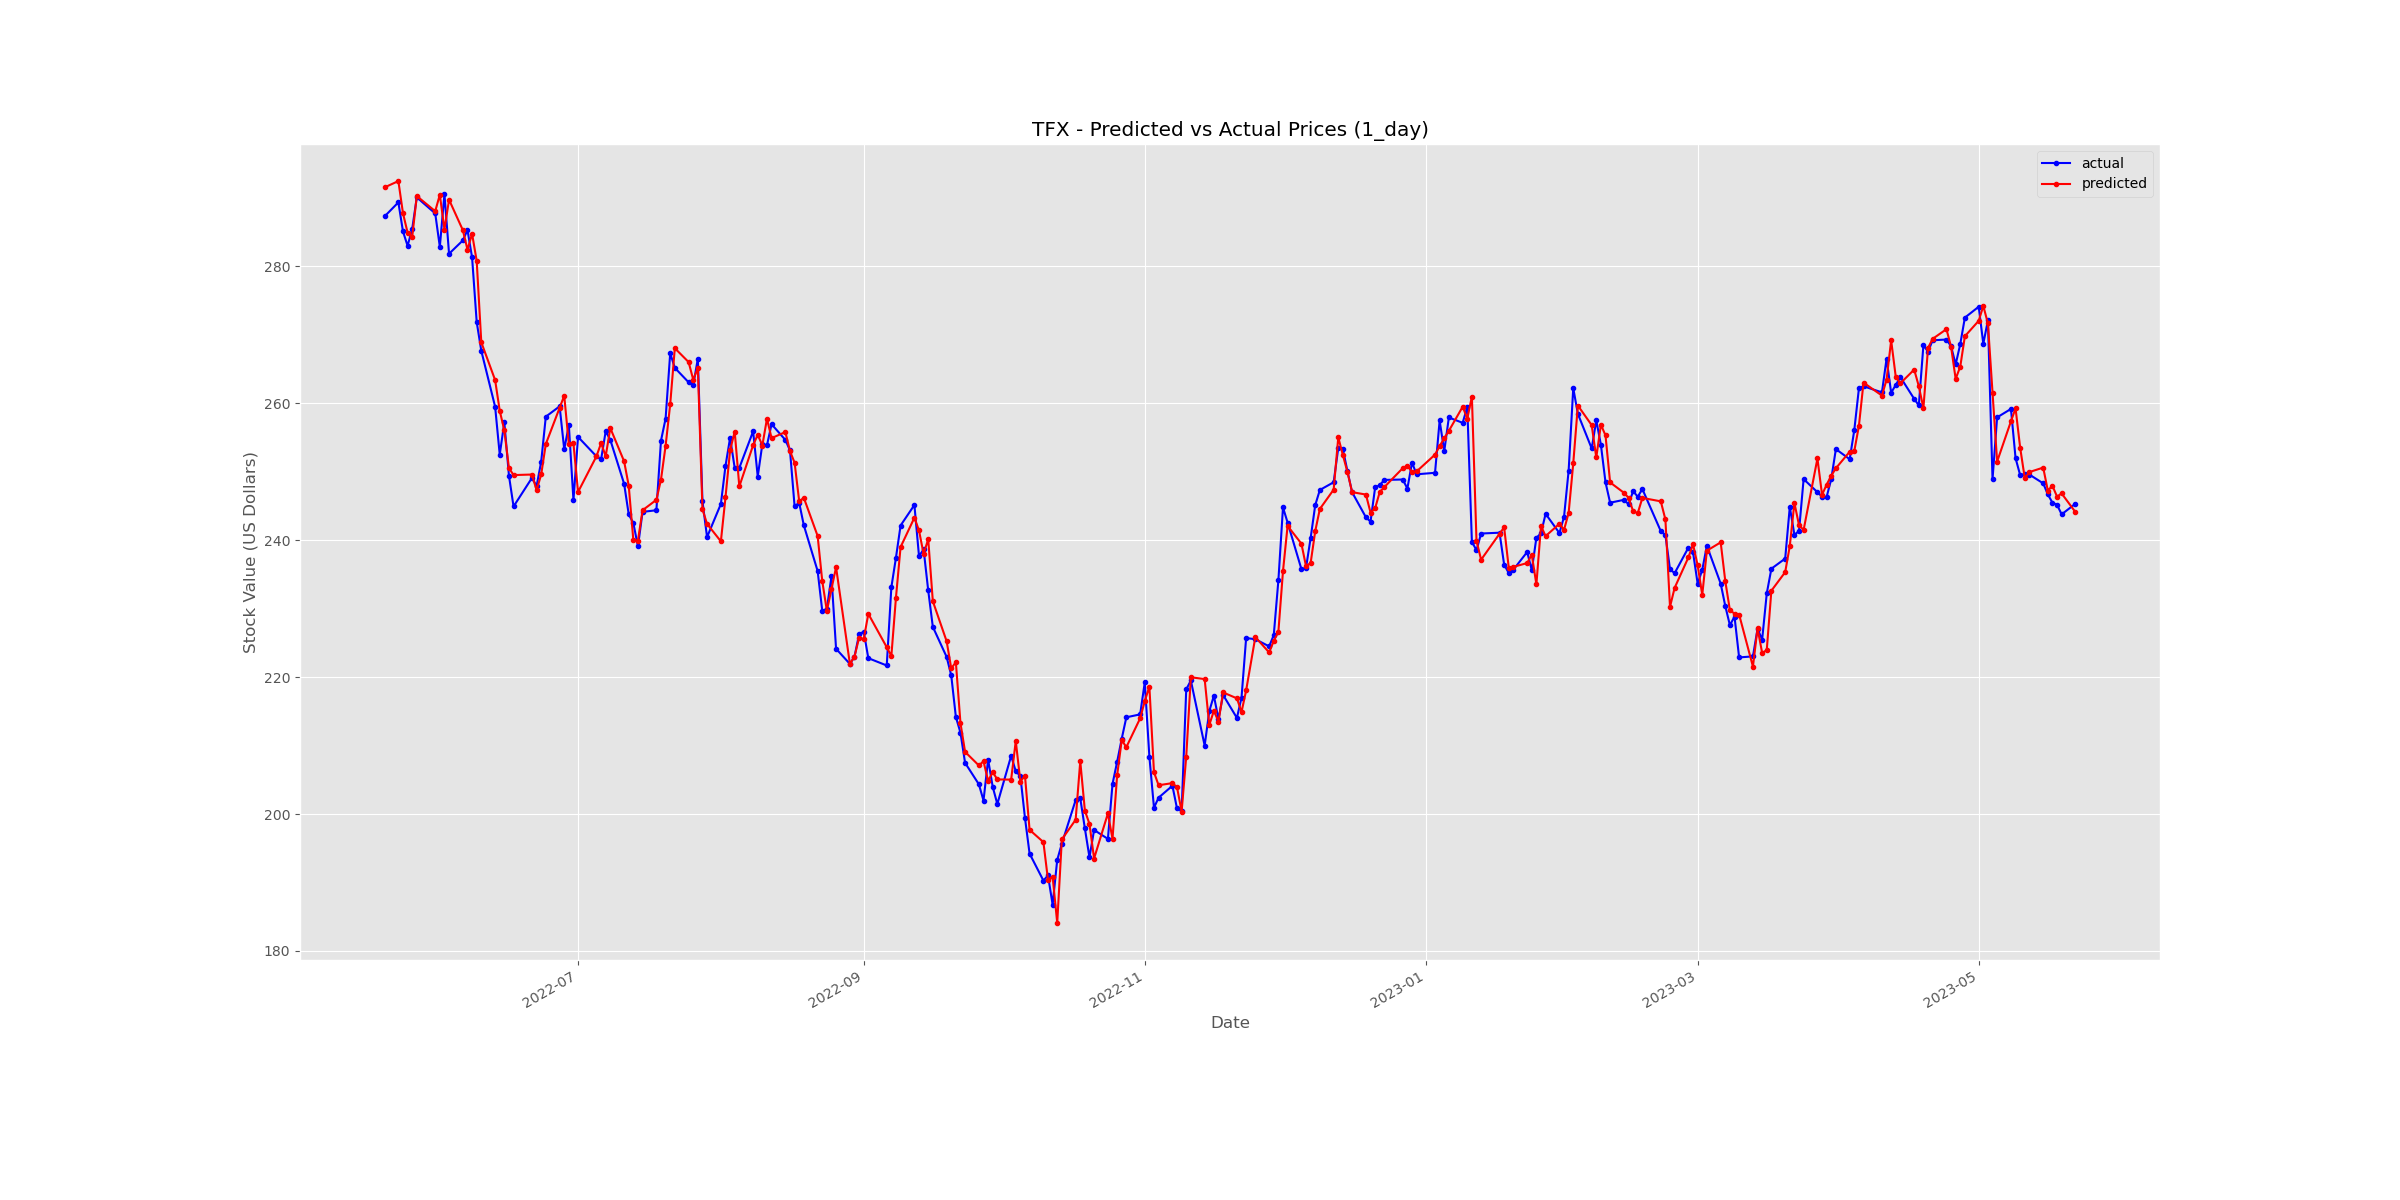 TFX - Predicted vs Actual Prices (1_day)
actual
predicted
Stock Value (US Dollars)
280
260
240
220
200
180
2022-07
2022-09
2022-11
2023-01
2023-03
2023-05
Date